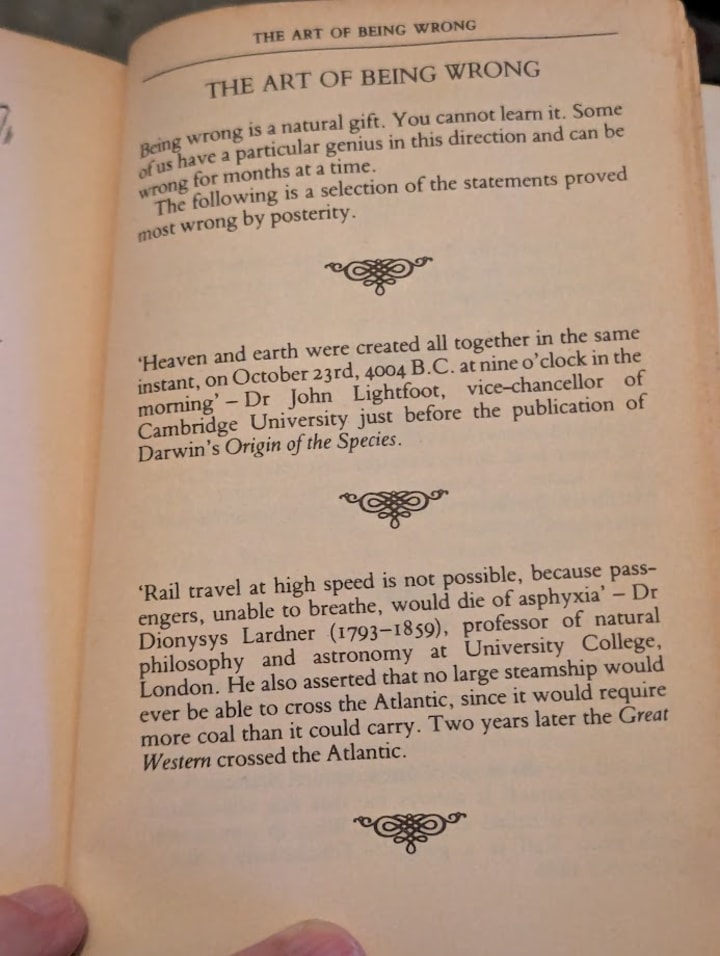 THE ART OF BEING WRONG
THE ART OF BEING WRONG
Being wrong is a natural gift. You cannot learn it. Some
of us have a particular genius in this direction and can be
wrong for months at a time.
The following is a selection of the statements proved
most wrong by posterity.
‘Heaven and earth were created all together in the same
instant, on October 23rd, 4004 B.C. at nine o’clock in the
morning’ – Dr John Lightfoot, vice-chancellor of
Cambridge University just before the publication of
Darwin’s Origin of the Species.
‘Rail travel at high speed is not possible, because pass-
engers, unable to breathe, would die of asphyxia’ – Dr
Dionysys Lardner (1793–1859), professor of natural
philosophy and astronomy at University College,
London. He also asserted that no large steamship would
ever be able to cross the Atlantic, since it would require
more coal than it could carry. Two years later the Great
Western crossed the Atlantic.